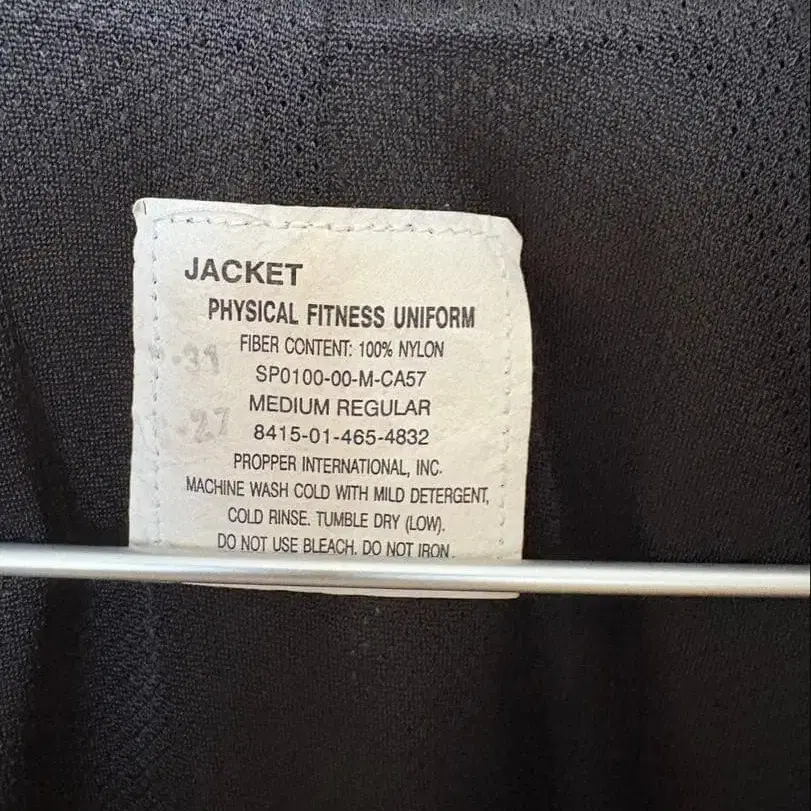 JACKET
PHYSICAL FITNESS UNIFORM
FIBER CONTENT: 100% NYLON
SP0100-00-M-CA57
MEDIUM REGULAR
8415-01-465-4832
PROPPER INTERNATIONAL, INC.
MACHINE WASH COLD WITH MILD DETERGENT,
COLD RINSE. TUMBLE DRY (LOW).
DO NOT USE BLEACH. DO NOT IRON.